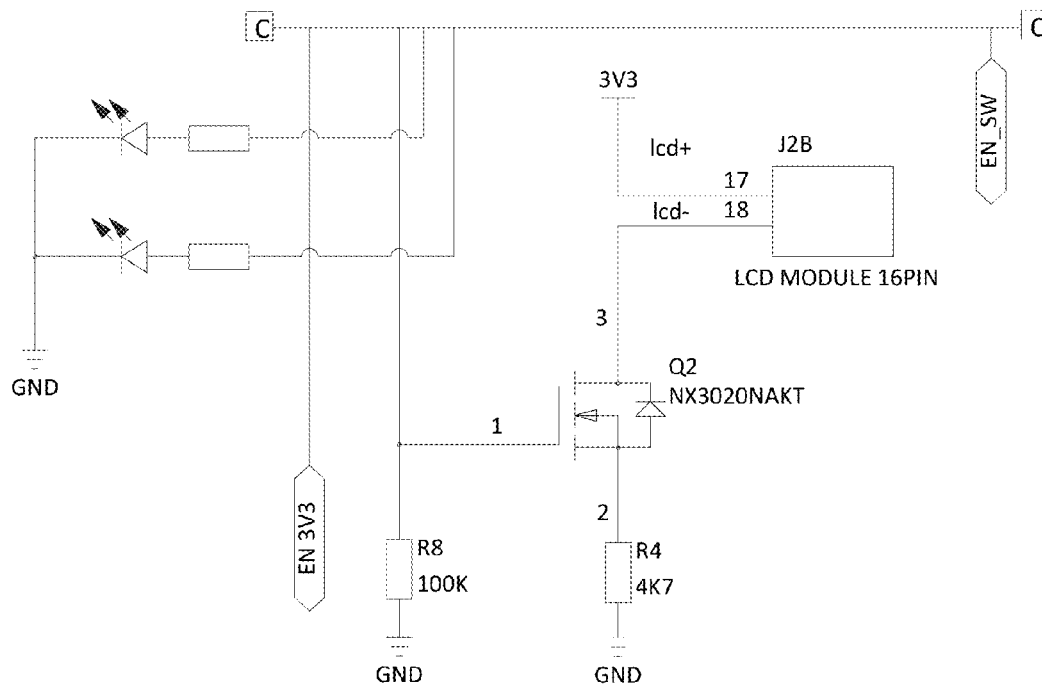 C
C
3V3
EN_SW
lcd+
J2B
17
lcd-
18
LCD MODULE 16PIN
3
GND
Q2
NX3020NAKT
1
EN 3V3
2
R8
100K
R4
4K7
GND
GND